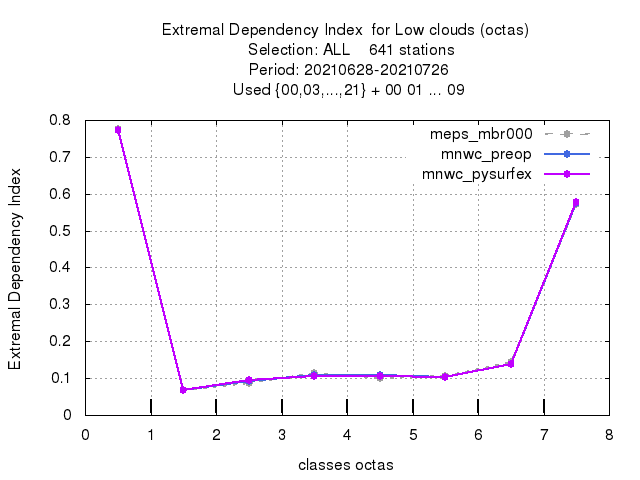 Extremal Dependency Index  for Low clouds (octas)
Selection: ALL    641 stations
Period: 20210628-20210726
Used {00,03,...,21} + 00 01 ... 09
meps_mbr000
mnwc_preop
mnwc_pysurfex
Extremal Dependency Index
0.8
0.7
0.6
0.5
0.4
0.3
0.2
0.1
0
0 1 2 3 4 5 6 7 8
classes octas